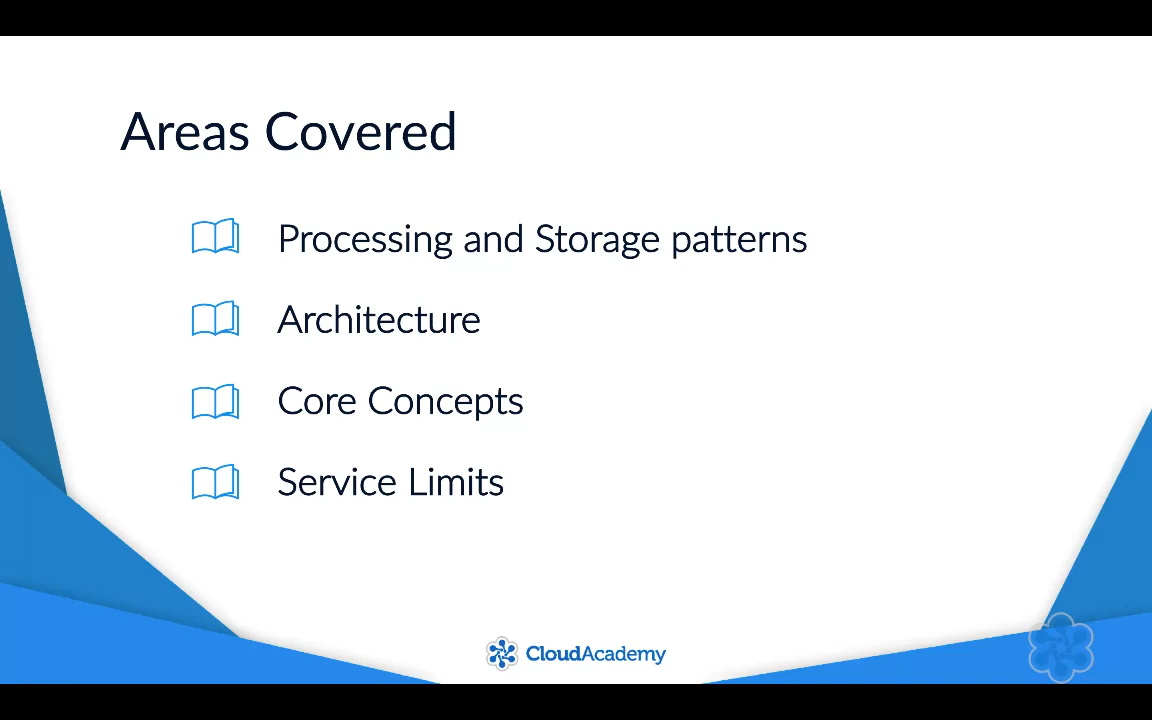 Areas Covered
Processing and Storage patterns
Architecture
Core Concepts
Service Limits
CloudAcademy